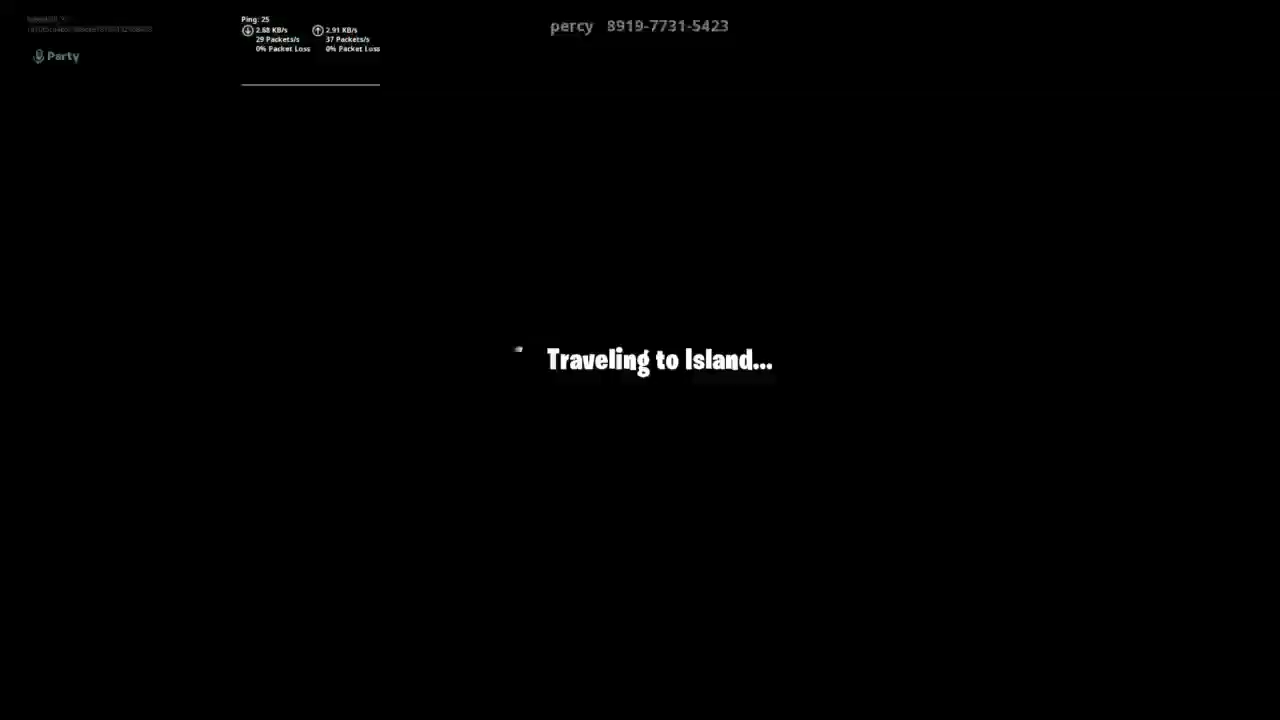 Ping: 25
2.88 KB/s 2.91 KB/s
29 Packets/s 37 Packets/s
0% Packet Loss 0% Packet Loss
percy 8919-7731-5423
Party
Traveling to Island...